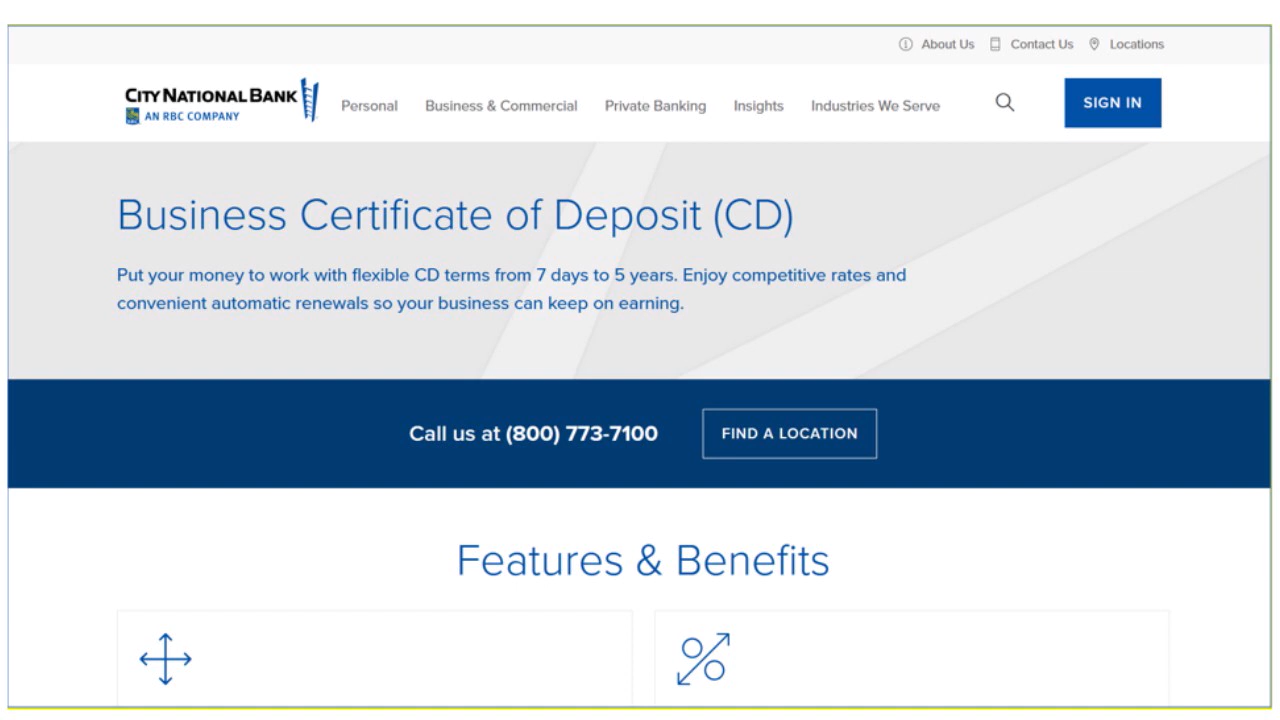 About Us Contact Us Locations
CITY NATIONAL BANK
AN RBC COMPANY
Personal Business & Commercial Private Banking Insights Industries We Serve SIGN IN
Business Certificate of Deposit (CD)
Put your money to work with flexible CD terms from 7 days to 5 years. Enjoy competitive rates and
convenient automatic renewals so your business can keep on earning.
Call us at (800) 773-7100 FIND A LOCATION
Features & Benefits